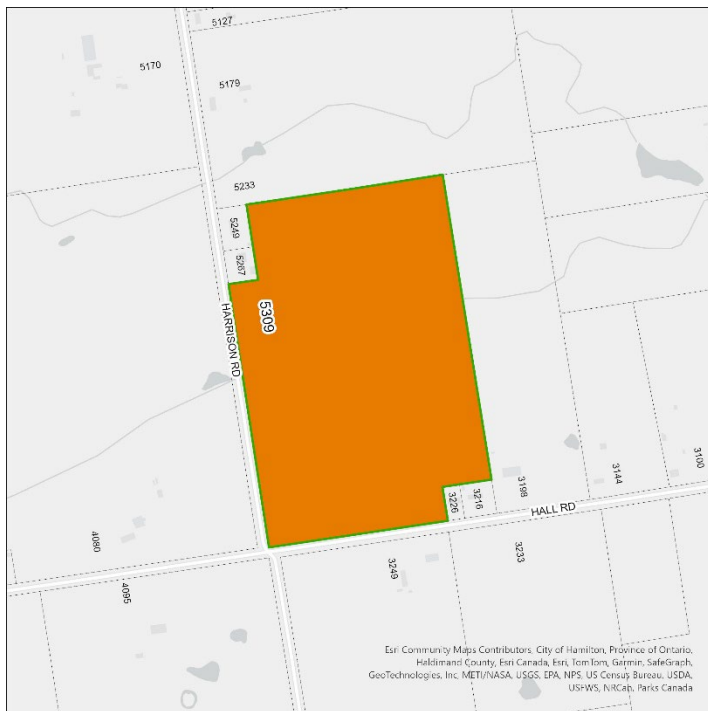 5127
5170
5179
5233
5249
5267
5309
HARRISON RD
3226
3216
3198
3144
3100
HALL RD
4080
4095
3249
3233
Esri Community Maps Contributors, City of Hamilton, Province of Ontario,
Haldimand County, Esri Canada, Esri, TomTom, Garmin, SafeGraph,
GeoTechnologies, Inc, METI/NASA, USGS, EPA, NPS, US Census Bureau, USDA,
USFWS, NRCan, Parks Canada